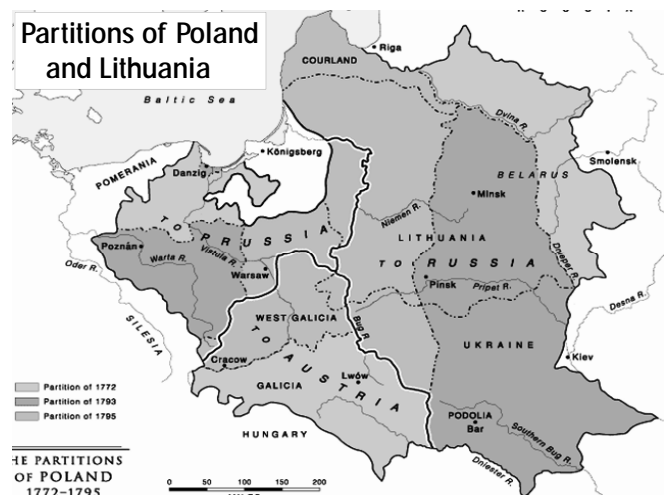 Partitions of Poland
and Lithuania
Riga
COURLAND
Baltic Sea
Dvina R.
Königsberg
Smolensk
POMERANIA
Danzig
BELARUS
Minsk
Niemen R.
TO PRUSSIA
Poznán
LITHUANIA
Warta R.
Vistula R.
TO RUSSIA
Dnieper R.
Oder R.
Warsaw
Pinsk
Pripet R.
Desna R.
WEST GALICIA
Bug R.
SILESIA
TO AUSTRIA
UKRAINE
Kiev
Cracow
Lwów
GALICIA
Partition of 1772
Partition of 1793
Partition of 1795
PODOLIA
Bar
Southern Bug R.
HUNGARY
Dniester R.
HE PARTITIONS
OF POLAND
1772–1795
0 50 100 150 200